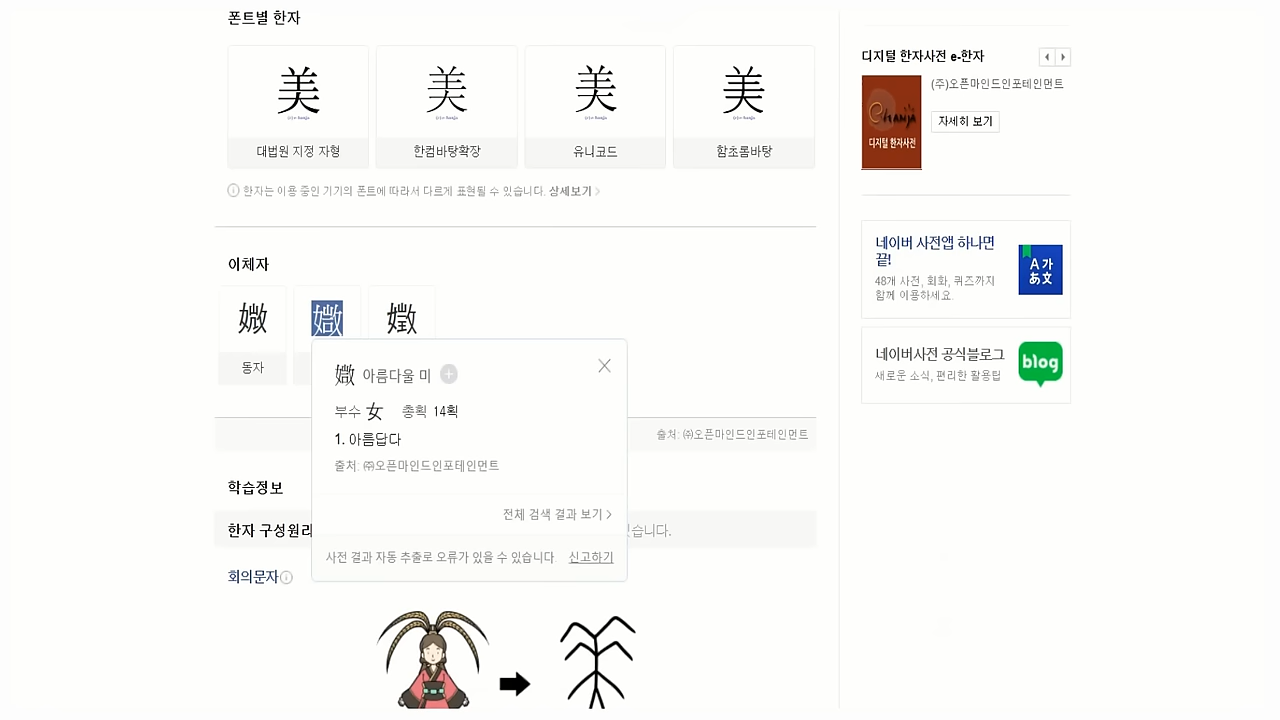 폰트별 한자
美 美 美 美
대법원 지정 자형 한컴바탕확장 유니코드 함초롬바탕
한자는 이용 중인 기기의 폰트에 따라서 다르게 표현될 수 있습니다. 상세보기 >
이체자
媺
동자
아름다울 미
부수 女 총획 14획
1. 아름답다
출처: ㈜오픈마인드인포테인먼트
전체 검색 결과 보기 >
사전 결과 자동 추출로 오류가 있을 수 있습니다. 신고하기
출처: ㈜오픈마인드인포테인먼트
학습정보
한자 구성원리
습니다.
회의문자
디지털 한자사전 e-한자
(주)오픈마인드인포테인먼트
자세히 보기
ehanja
디지털 한자사전
네이버 사전앱 하나면
끝!
48개 사전, 회화, 퀴즈까지
함께 이용하세요.
A 가
あ 文
네이버사전 공식블로그
새로운 소식, 편리한 활용팁
blog